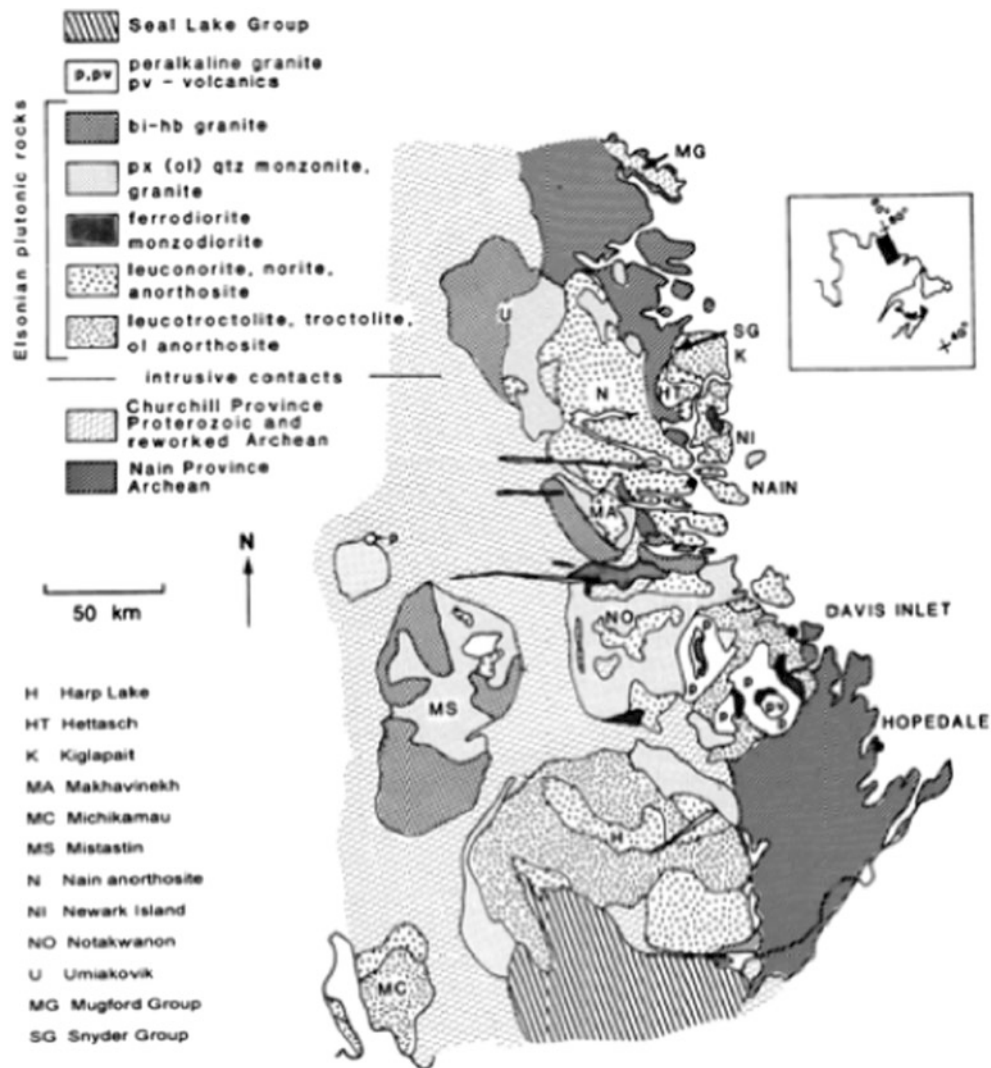 Seal Lake Group
p,pv
peralkaline granite
pv - volcanics
Elsonian plutonic rocks
bi-hb granite
px (ol) qtz monzonite,
granite
ferrodiorite
monzodiorite
leuconorite, norite,
anorthosite
leucotroctolite, troctolite,
ol anorthosite
intrusive contacts
Churchill Province
Proterozoic and
reworked Archean
Nain Province
Archean
N
50 km
H Harp Lake
HT Hettasch
K Kiglapait
MA Makhavinekh
MC Michikamau
MS Mistastin
N Nain anorthosite
NI Newark Island
NO Notakwanon
U Umiakovik
MG Mugford Group
SG Snyder Group
MG
U
SG
K
N
HT
NI
NAIN
MA
P
DAVIS INLET
NO
P
P
P
MS
P
PV
P
HOPEDALE
H
MC